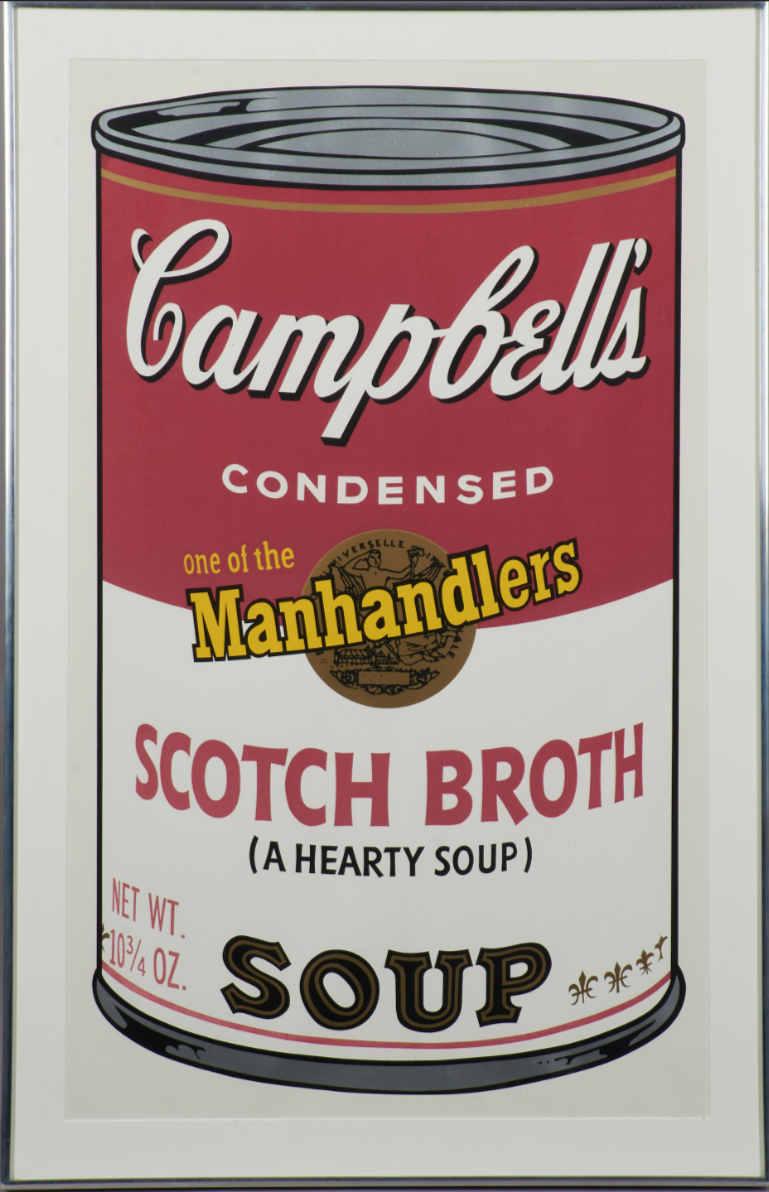 Campbell's
CONDENSED
one of the
Manhandlers
SCOTCH BROTH
(A HEARTY SOUP)
NET WT.
10¾ OZ.
SOUP